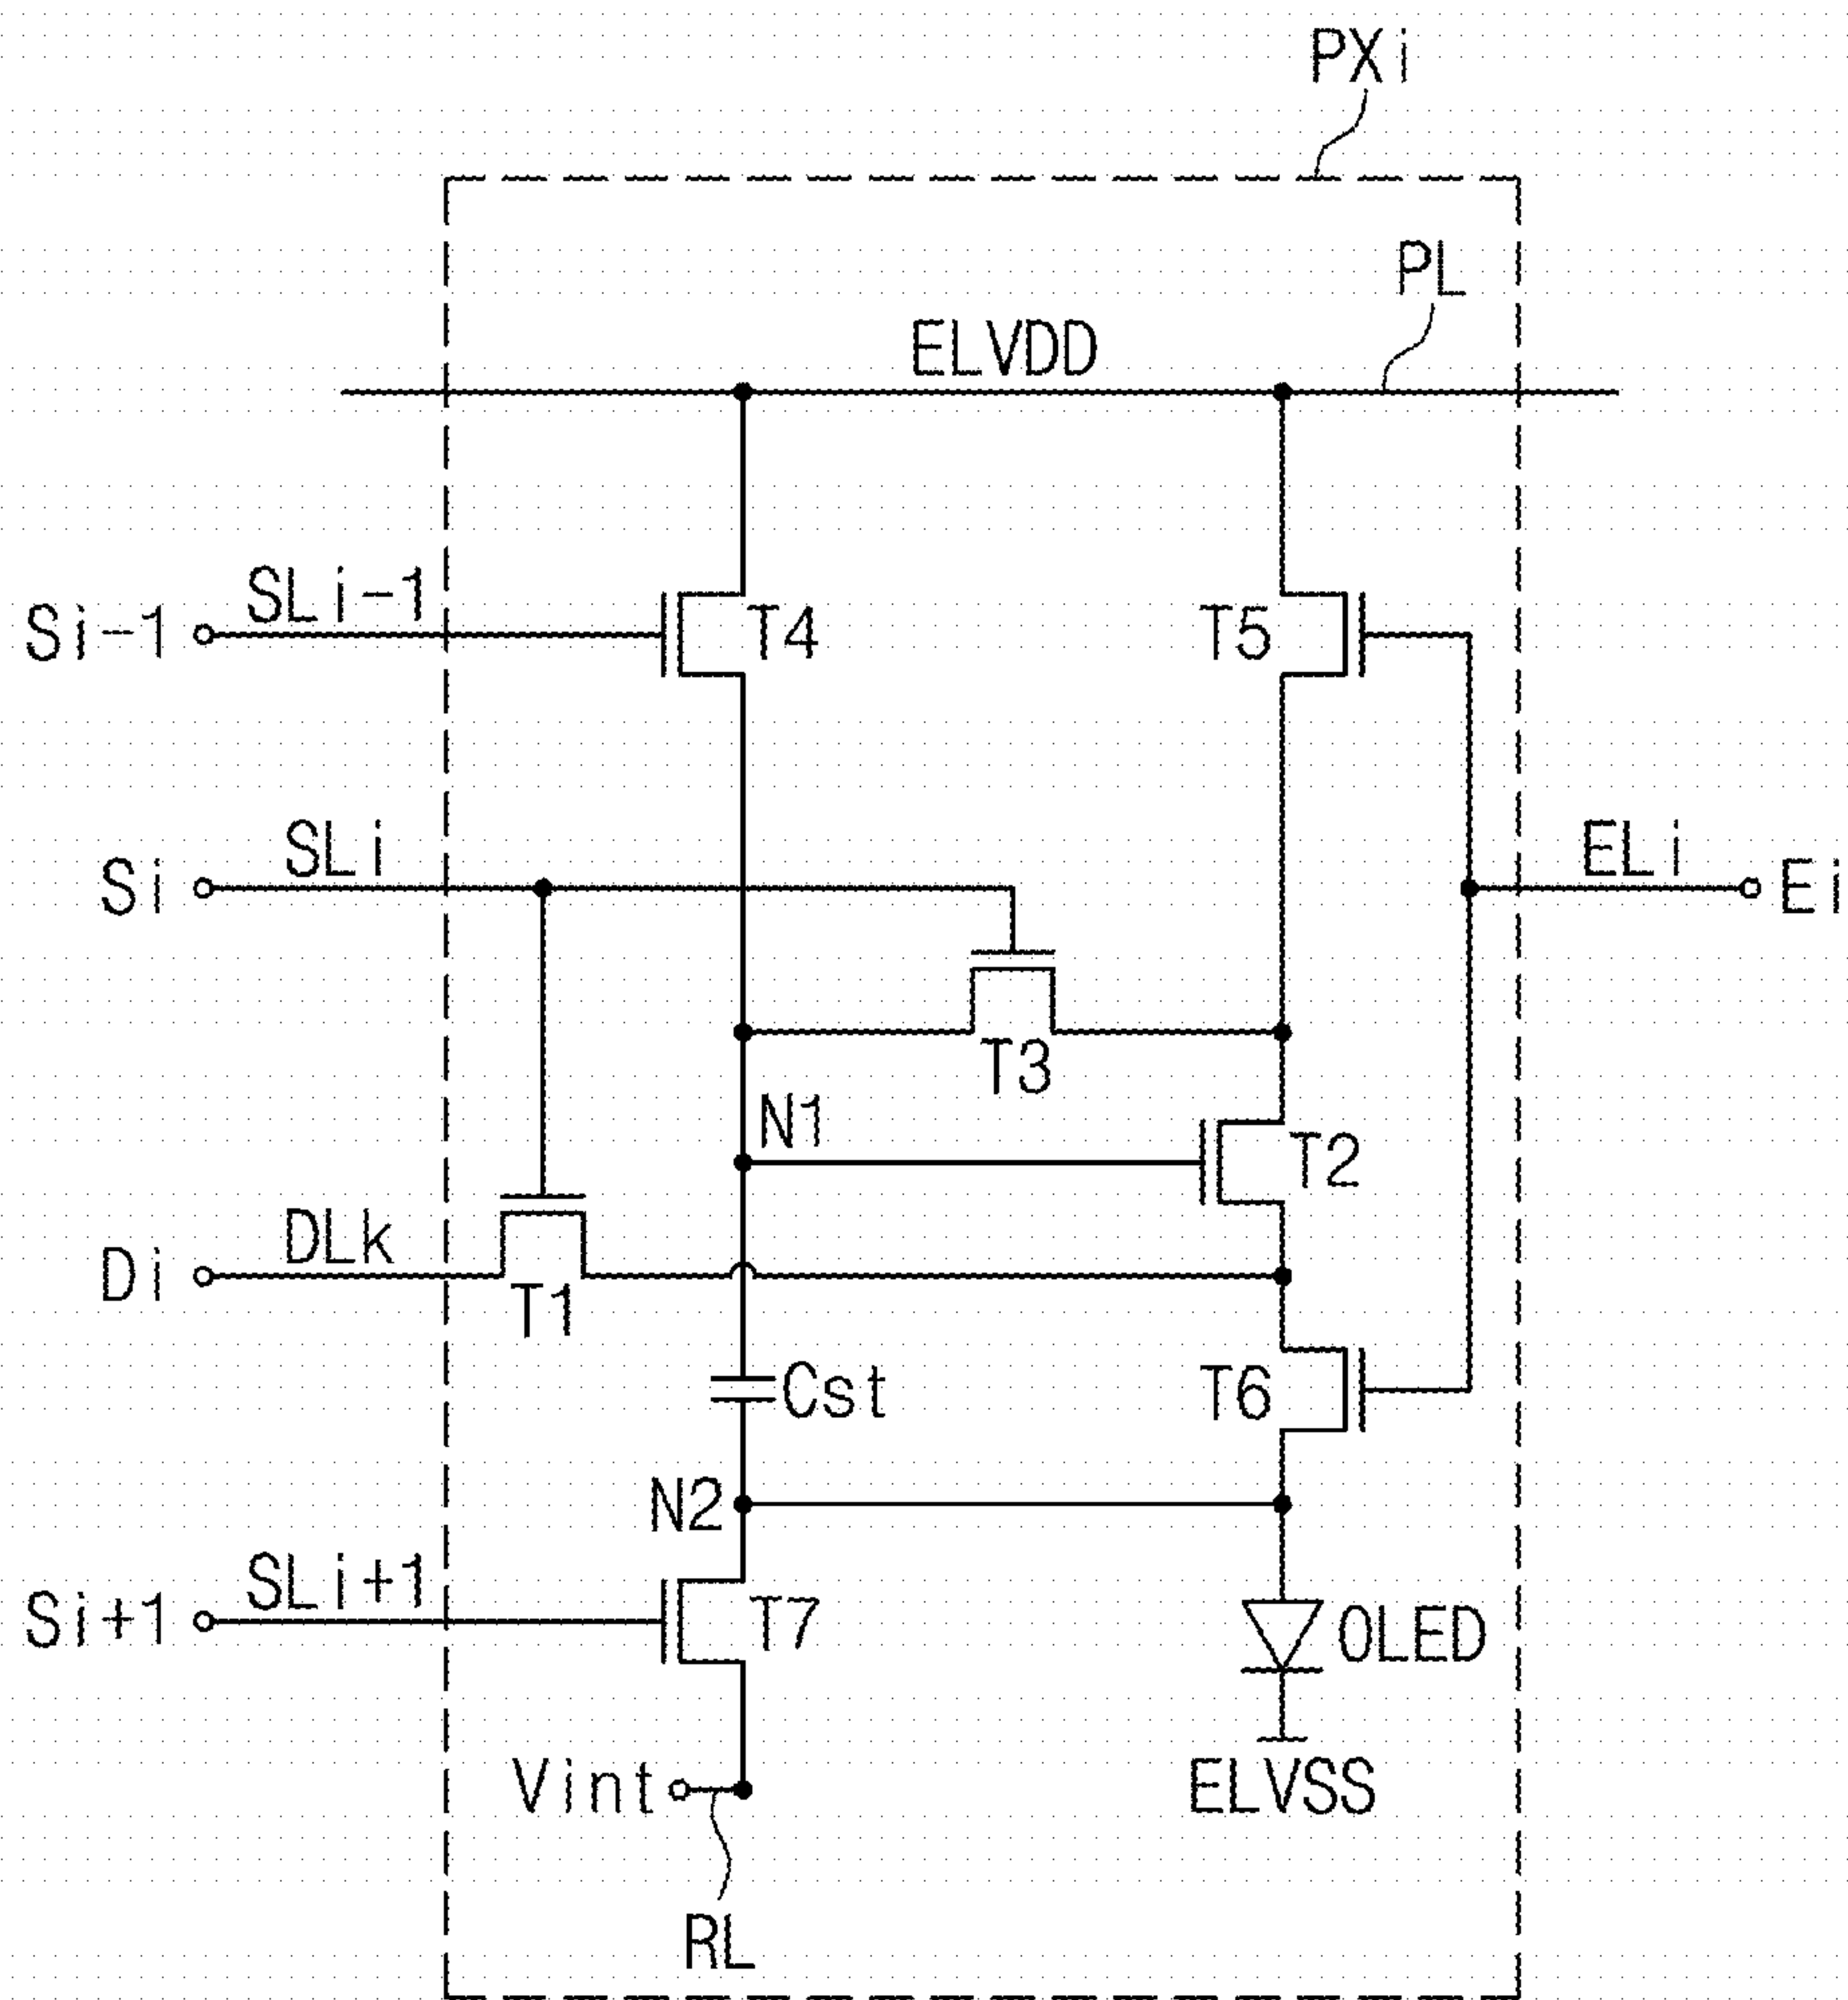 PXi
PL
ELVDD
SLi-1
Si-1
T4
T5
SLi
Si
ELi
Ei
T3
N1
T2
DLk
Di
T1
Cst
T6
N2
SLi+1
Si+1
T7
OLED
Vint
ELVSS
RL